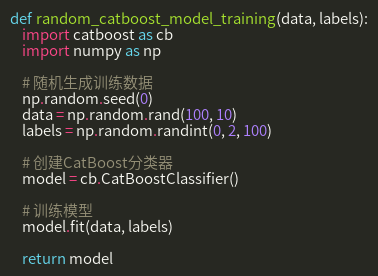 def random_catboost_model_training(data, labels):
import catboost as cb
import numpy as np
# 随机生成训练数据
np.random.seed(0)
data = np.random.rand(100, 10)
labels = np.random.randint(0, 2, 100)
# 创建CatBoost分类器
model = cb.CatBoostClassifier()
# 训练模型
model.fit(data, labels)
return model